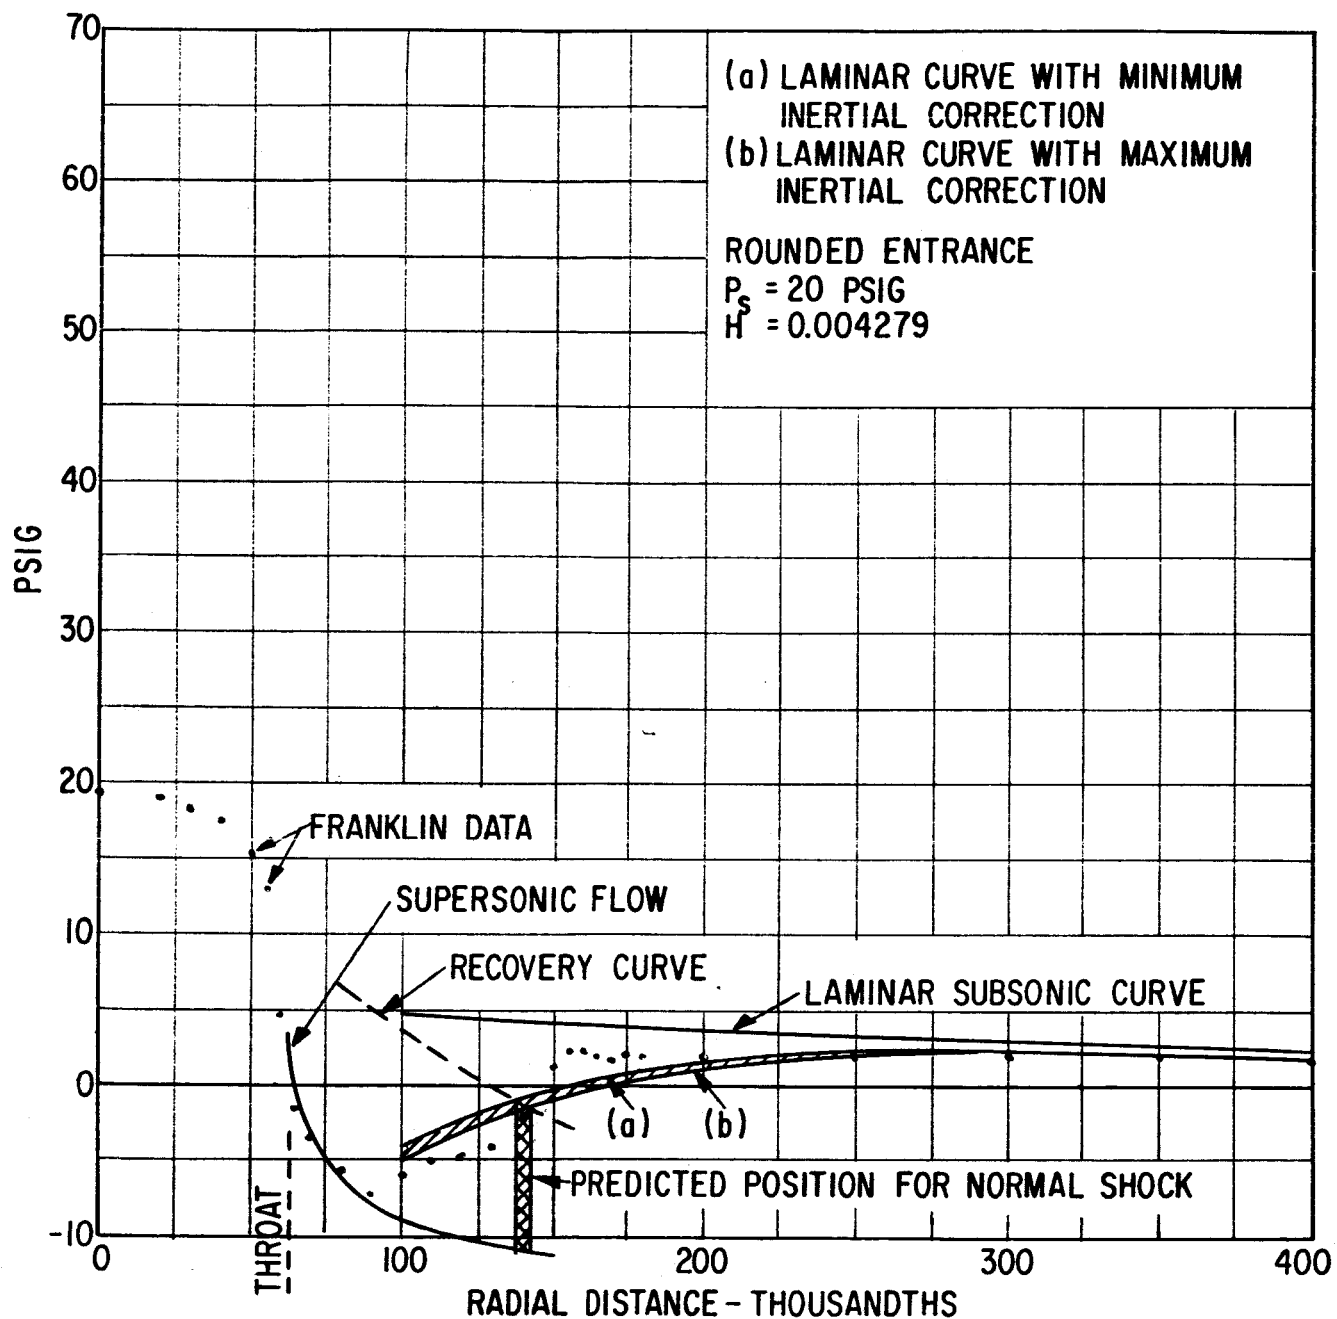 70
60
50
40
30
20
10
0
-10
PSIG
(a) LAMINAR CURVE WITH MINIMUM
INERTIAL CORRECTION
(b) LAMINAR CURVE WITH MAXIMUM
INERTIAL CORRECTION
ROUNDED ENTRANCE
Ps = 20 PSIG
H = 0.004279
FRANKLIN DATA
SUPERSONIC FLOW
RECOVERY CURVE
LAMINAR SUBSONIC CURVE
(a)
(b)
PREDICTED POSITION FOR NORMAL SHOCK
THROAT
0
100
200
300
400
RADIAL DISTANCE - THOUSANDTHS